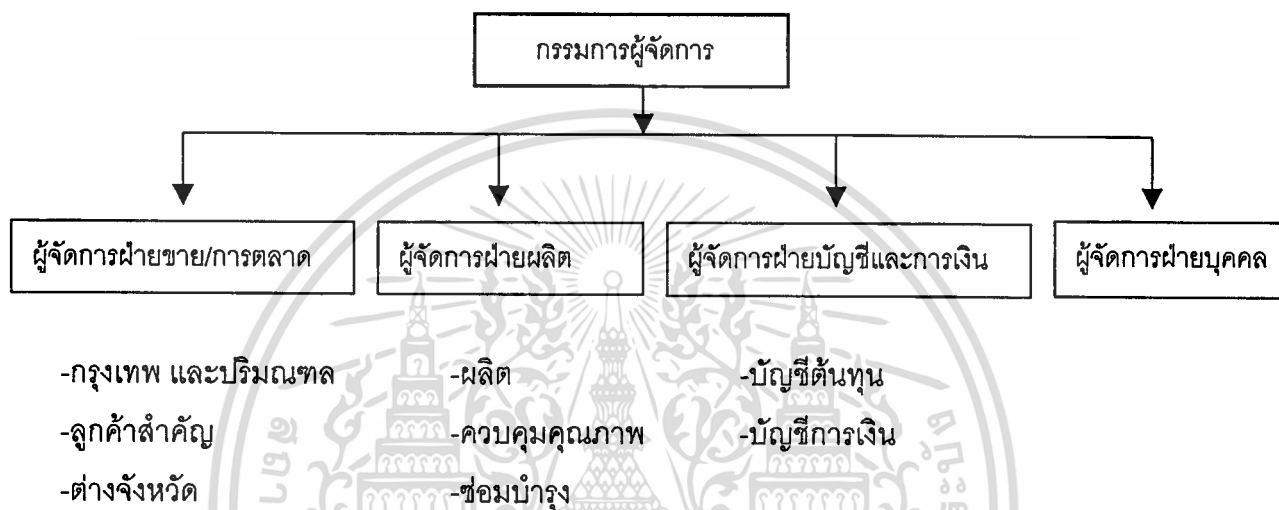 กรรมการผู้จัดการ
ผู้จัดการฝ่ายขาย/การตลาด
ผู้จัดการฝ่ายผลิต
ผู้จัดการฝ่ายบัญชีและการเงิน
ผู้จัดการฝ่ายบุคคล
-กรุงเทพ และปริมณฑล
-ลูกค้าสำคัญ
-ต่างจังหวัด
-ผลิต
-ควบคุมคุณภาพ
-ซ่อมบำรุง
-บัญชีต้นทุน
-บัญชีการเงิน